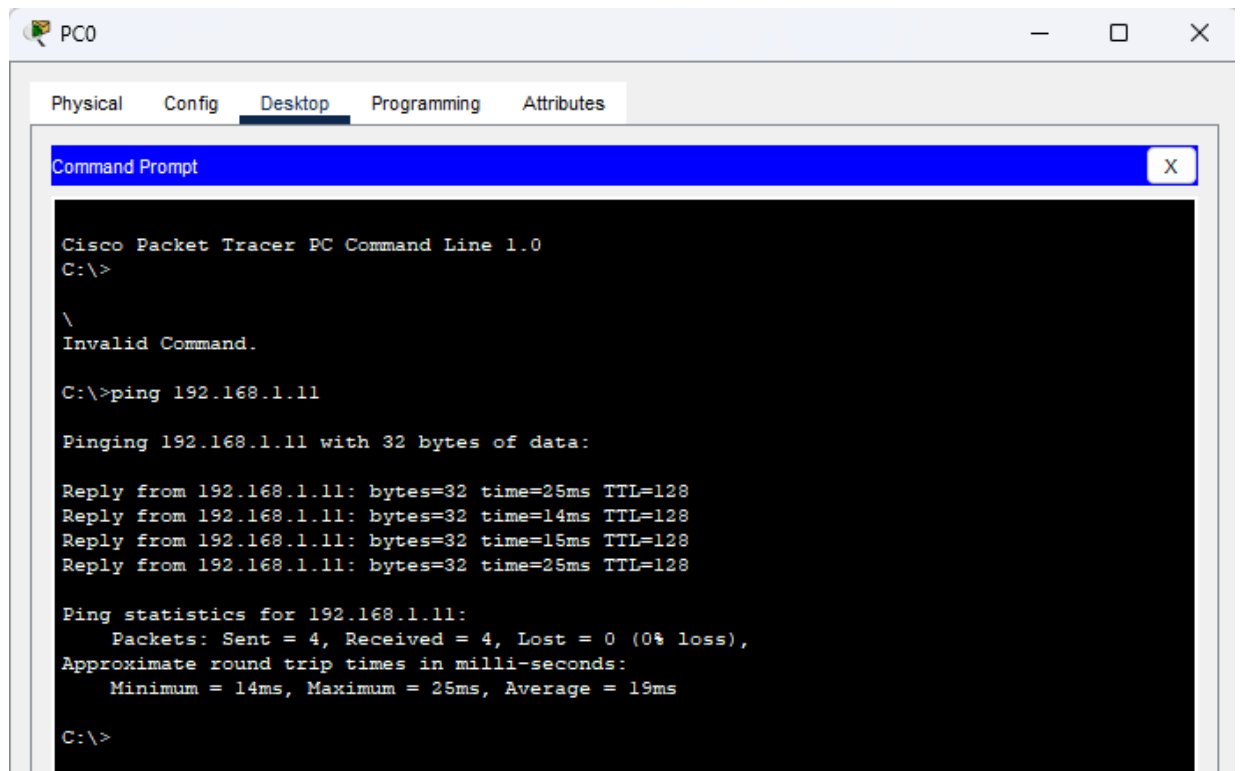 PC0
Physical Config Desktop Programming Attributes
Command Prompt X
Cisco Packet Tracer PC Command Line 1.0
C:\>
\
Invalid Command.
C:\>ping 192.168.1.11
Pinging 192.168.1.11 with 32 bytes of data:
Reply from 192.168.1.11: bytes=32 time=25ms TTL=128
Reply from 192.168.1.11: bytes=32 time=14ms TTL=128
Reply from 192.168.1.11: bytes=32 time=15ms TTL=128
Reply from 192.168.1.11: bytes=32 time=25ms TTL=128
Ping statistics for 192.168.1.11:
Packets: Sent = 4, Received = 4, Lost = 0 (0% loss),
Approximate round trip times in milli-seconds:
Minimum = 14ms, Maximum = 25ms, Average = 19ms
C:\>